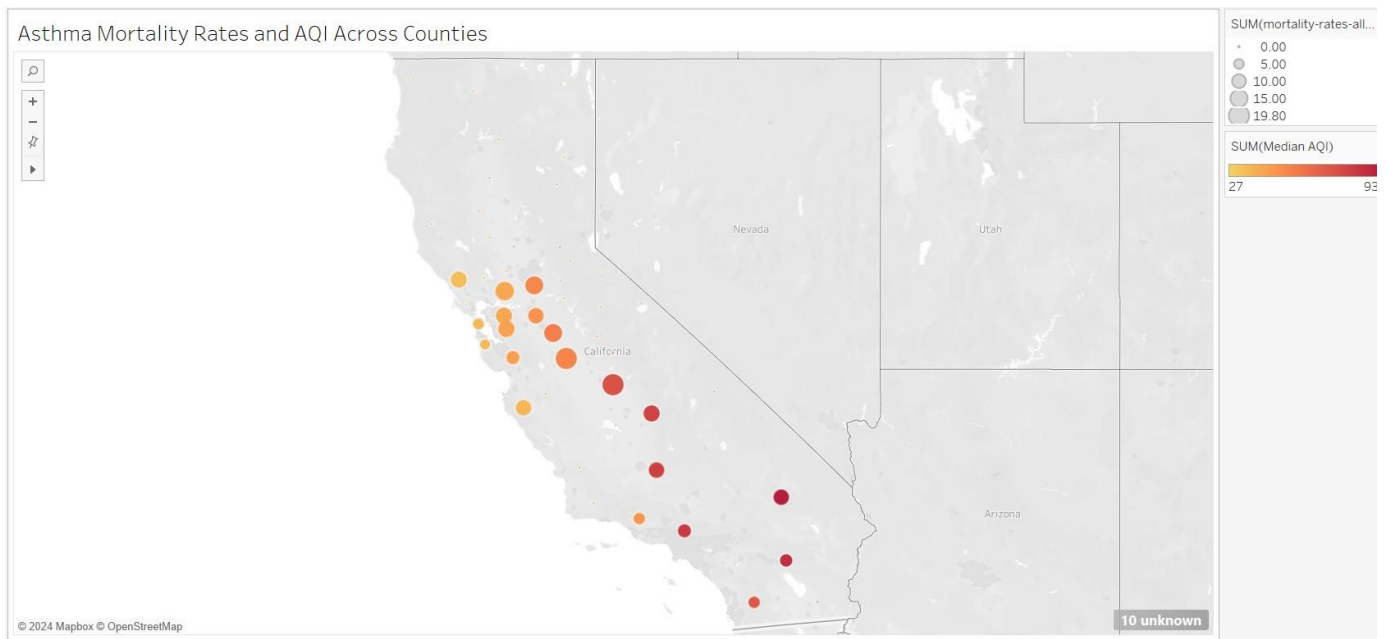 Asthma Mortality Rates and AQI Across Counties
+
−
Nevada
Utah
California
Arizona
© 2024 Mapbox © OpenStreetMap
10 unknown
SUM(mortality-rates-all...
0.00
5.00
10.00
15.00
19.80
SUM(Median AQI)
27
93